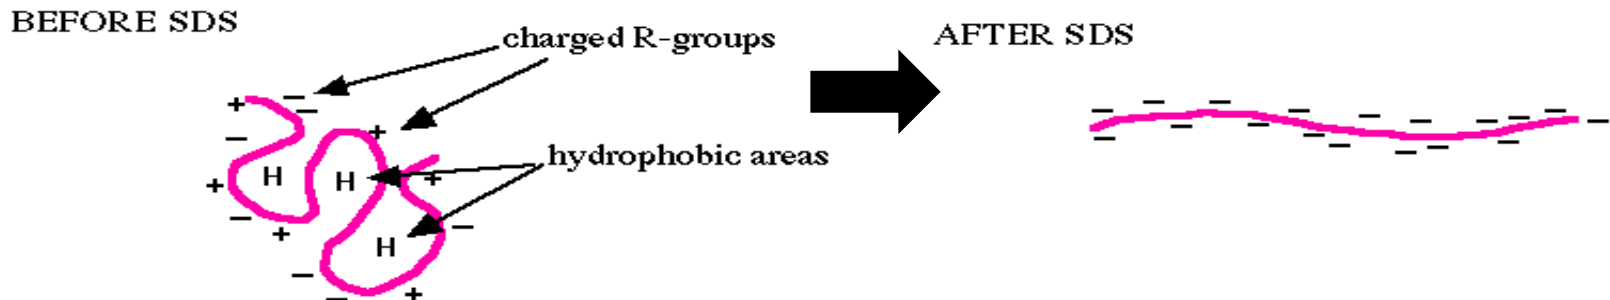 BEFORE SDS
charged R-groups
AFTER SDS
hydrophobic areas
H
H
H